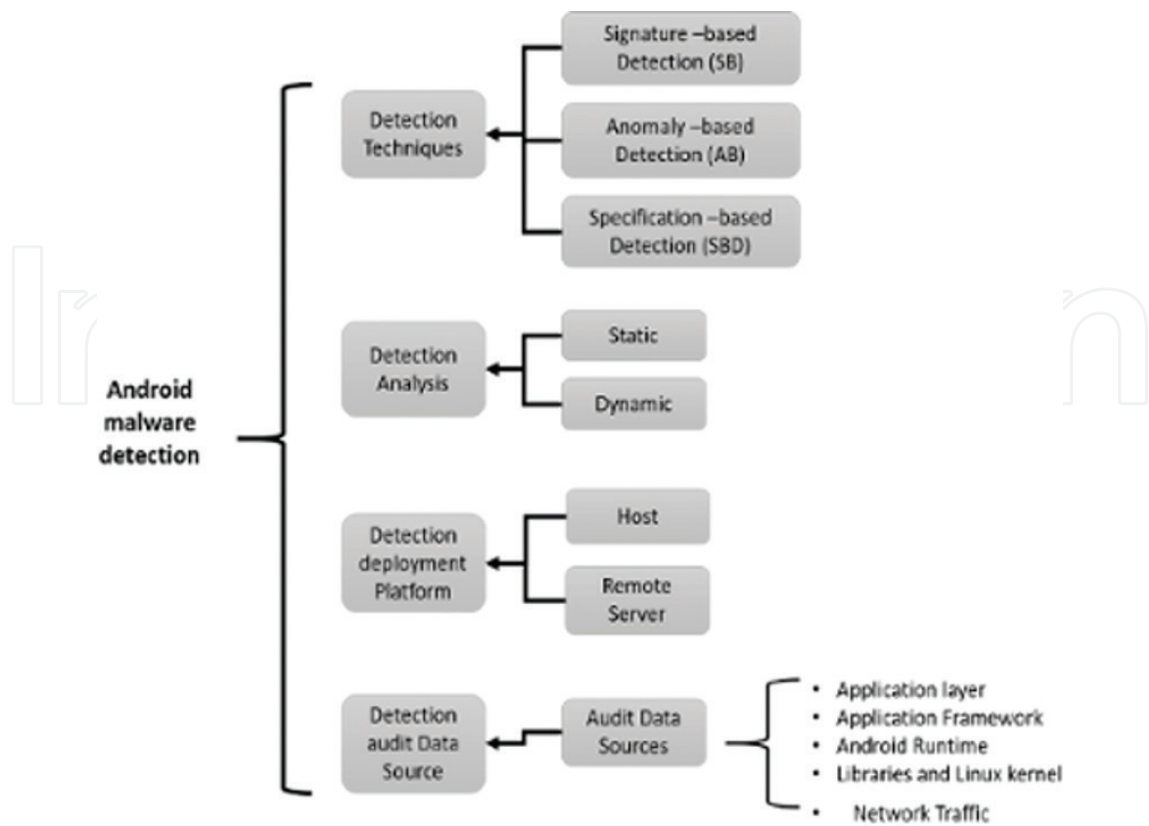 Android
malware
detection
Detection
Techniques
Signature –based
Detection (SB)
Anomaly –based
Detection (AB)
Specification –based
Detection (SBD)
Detection
Analysis
Static
Dynamic
Detection
deployment
Platform
Host
Remote
Server
Detection
audit Data
Source
Audit Data
Sources
• Application layer
• Application Framework
• Android Runtime
• Libraries and Linux kernel
• Network Traffic